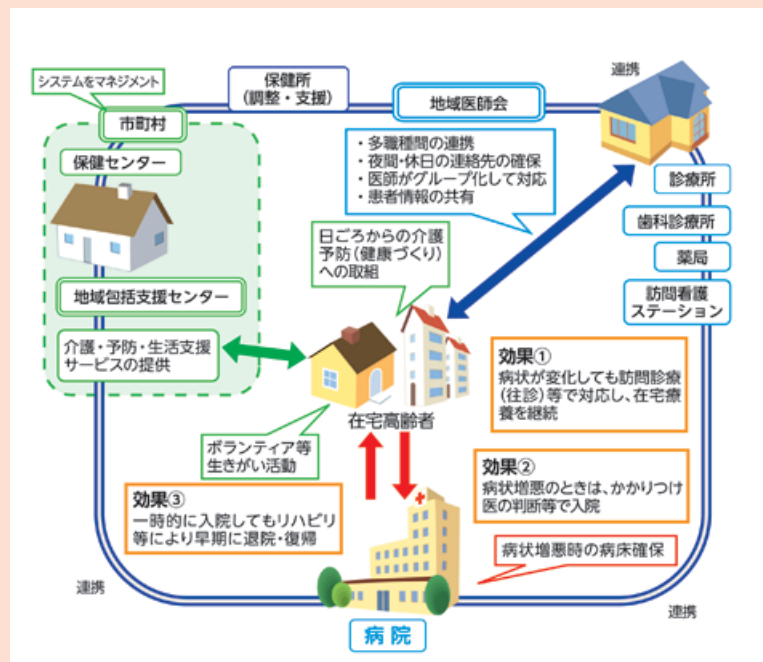 システムをマネジメント
市町村
保健センター
地域包括支援センター
介護・予防・生活支援
サービスの提供
保健所
(調整・支援)
地域医師会
・多職種間の連携
・夜間・休日の連絡先の確保
・医師がグループ化して対応
・患者情報の共有
連携
診療所
歯科診療所
薬局
訪問看護
ステーション
日ごろからの介護
予防(健康づくり)
への取組
在宅高齢者
ボランティア等
生きがい活動
効果①
病状が変化しても訪問診療
(往診)等で対応し、在宅療
養を継続
効果②
病状増悪のときは、かかりつけ
医の判断等で入院
効果③
一時的に入院してもリハビリ
等により早期に退院・復帰
病状増悪時の病床確保
連携
連携
病院